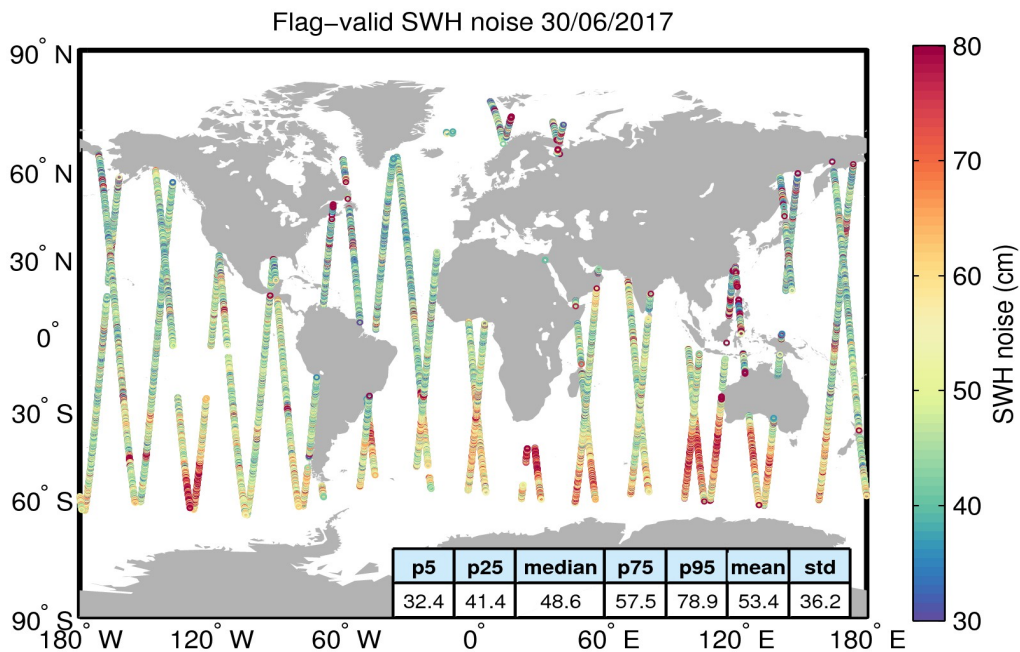 Flag−valid SWH noise 30/06/2017
90° N
60° N
30° N
0°
30° S
60° S
90° S
180° W
120° W
60° W
0°
60° E
120° E
180° E
p5 p25 median p75 p95 mean std
32.4 41.4 48.6 57.5 78.9 53.4 36.2
80
70
60
50
40
30
SWH noise (cm)